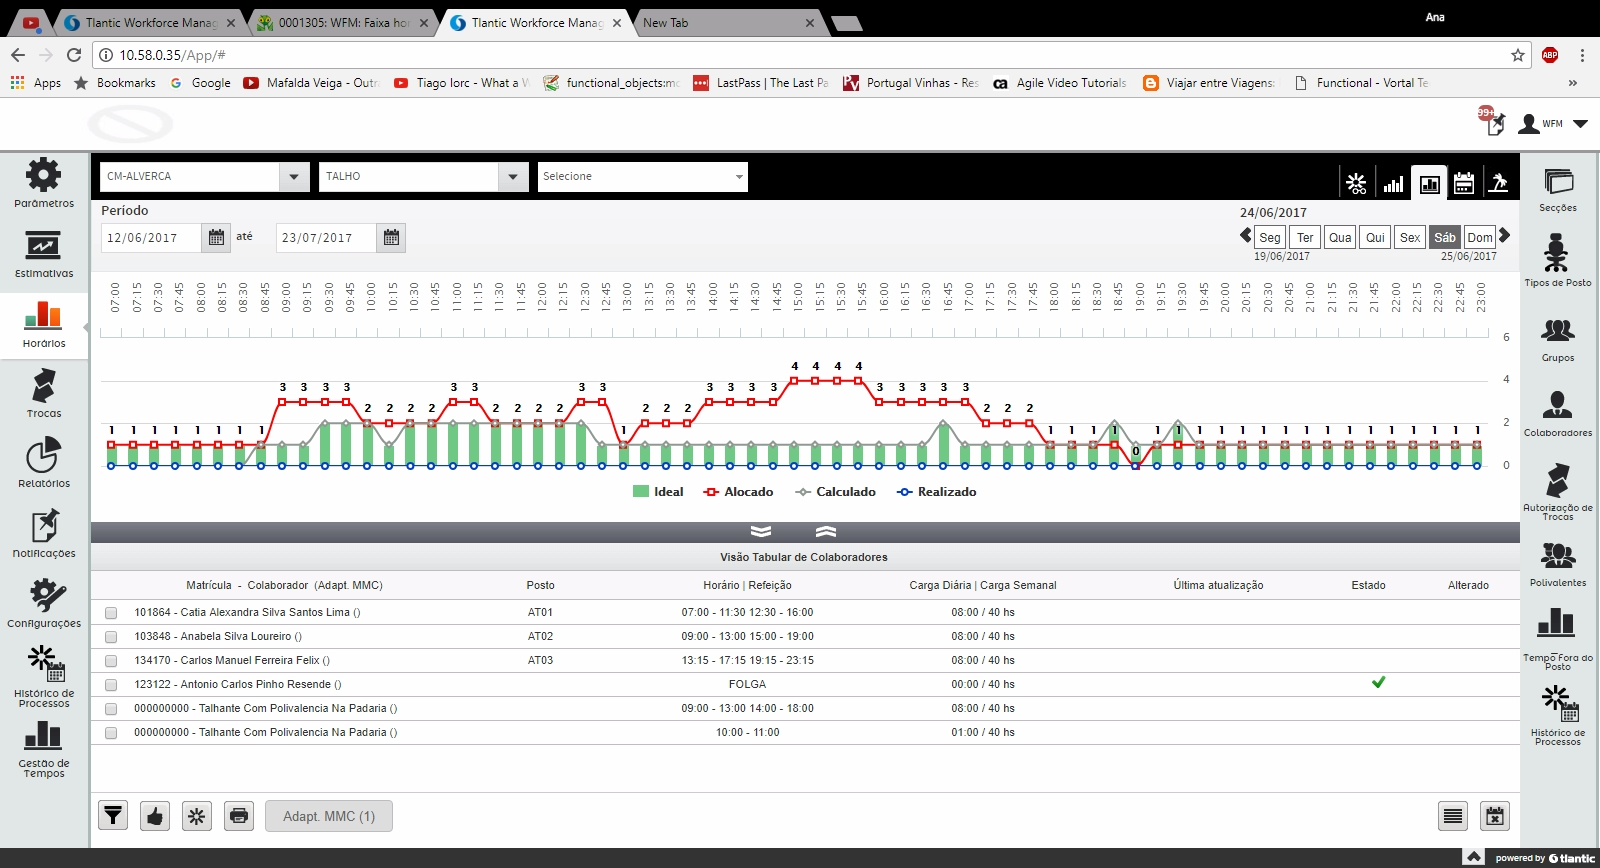 Ana
Tlantic Workforce Manag
0001305: WFM: Faixa hor
Tlantic Workforce Manag
New Tab
10.58.0.35/App/#
ABP
Apps
Bookmarks
Google
Mafalda Veiga - Outr
Tiago Iorc - What a W
functional_objects:mo
LastPass | The Last Pa
Portugal Vinhas - Res
Agile Video Tutorials
Viajar entre Viagens:
Functional - Vortal Te
99+
WFM
Parâmetros
Estimativas
Horários
Trocas
Relatórios
Notificações
Configurações
Histórico de
Processos
Gestão de
Tempos
CM-ALVERCA
TALHO
Selecione
Período
12/06/2017
até
23/07/2017
24/06/2017
Seg Ter Qua Qui Sex Sáb Dom
19/06/2017
25/06/2017
07:00 07:15 07:30 07:45 08:00 08:15 08:30 08:45 09:00 09:15 09:30 09:45 10:00 10:15 10:30 10:45 11:00 11:15 11:30 11:45 12:00 12:15 12:30 12:45 13:00 13:15 13:30 13:45 14:00 14:15 14:30 14:45 15:00 15:15 15:30 15:45 16:00 16:15 16:30 16:45 17:00 17:15 17:30 17:45 18:00 18:15 18:30 18:45 19:00 19:15 19:30 19:45 20:00 20:15 20:30 20:45 21:00 21:15 21:30 21:45 22:00 22:15 22:30 22:45 23:00
6
4
2
0
1 1 1 1 1 1 1 1 3 3 3 3 2 2 2 2 3 3 2 2 2 2 3 3 1 2 2 2 3 3 3 3 4 4 4 4 3 3 3 3 3 2 2 2 1 1 1 1 0 1 1 1 1 1 1 1 1 1 1 1 1 1 1 1 1
Ideal
Alocado
Calculado
Realizado
Visão Tabular de Colaboradores
Matrícula - Colaborador (Adapt. MMC) Posto Horário | Refeição Carga Diária | Carga Semanal Última atualização Estado Alterado
101864 - Catia Alexandra Silva Santos Lima () AT01 07:00 - 11:30 12:30 - 16:00 08:00 / 40 hs
103848 - Anabela Silva Loureiro () AT02 09:00 - 13:00 15:00 - 19:00 08:00 / 40 hs
134170 - Carlos Manuel Ferreira Felix () AT03 13:15 - 17:15 19:15 - 23:15 08:00 / 40 hs
123122 - Antonio Carlos Pinho Resende () FOLGA 00:00 / 40 hs
000000000 - Talhante Com Polivalencia Na Padaria () 09:00 - 13:00 14:00 - 18:00 08:00 / 40 hs
000000000 - Talhante Com Polivalencia Na Padaria () 10:00 - 11:00 01:00 / 40 hs
Adapt. MMC (1)
Secções
Tipos de Posto
Grupos
Colaboradores
Autorização de
Trocas
Polivalentes
Tempo Fora do
Posto
Histórico de
Processos
powered by tlantic